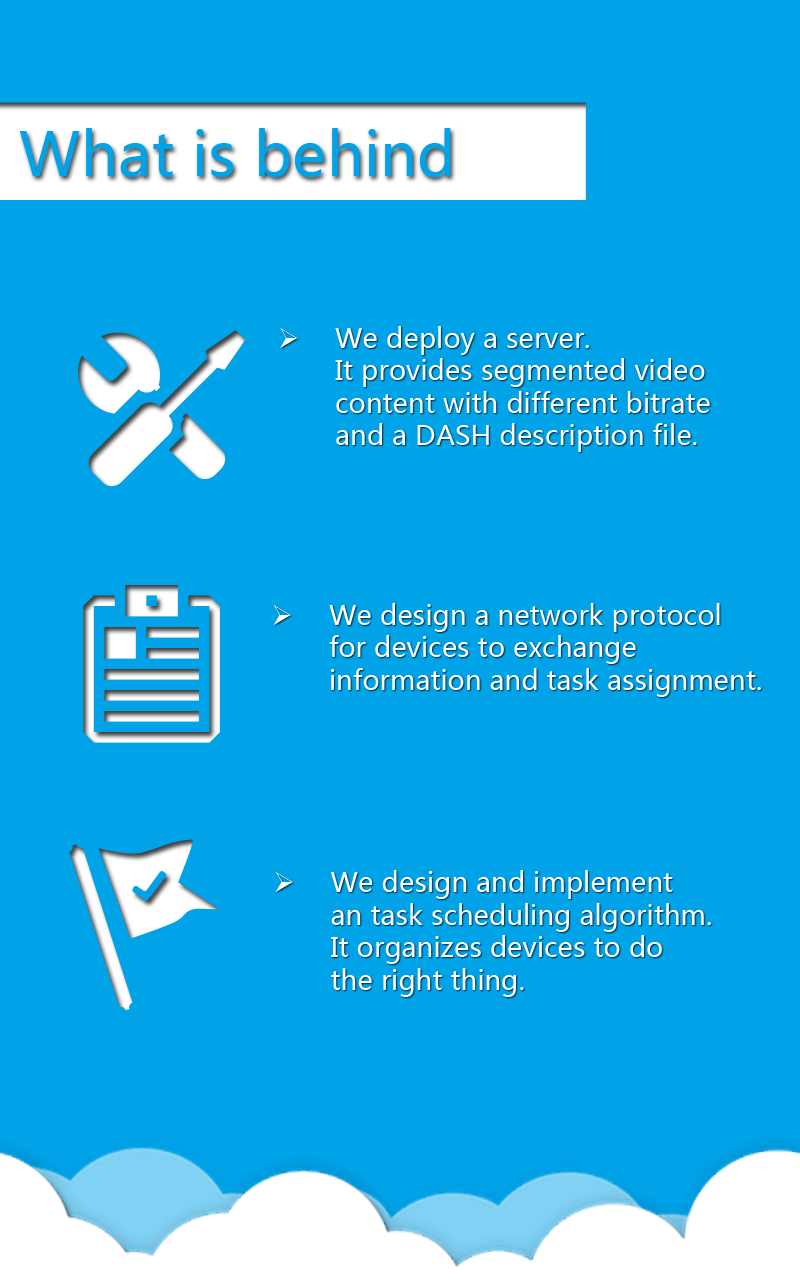 What is behind
We deploy a server.
It provides segmented video
content with different bitrate
and a DASH description file.
We design a network protocol
for devices to exchange
information and task assignment.
We design and implement
an task scheduling algorithm.
It organizes devices to do
the right thing.